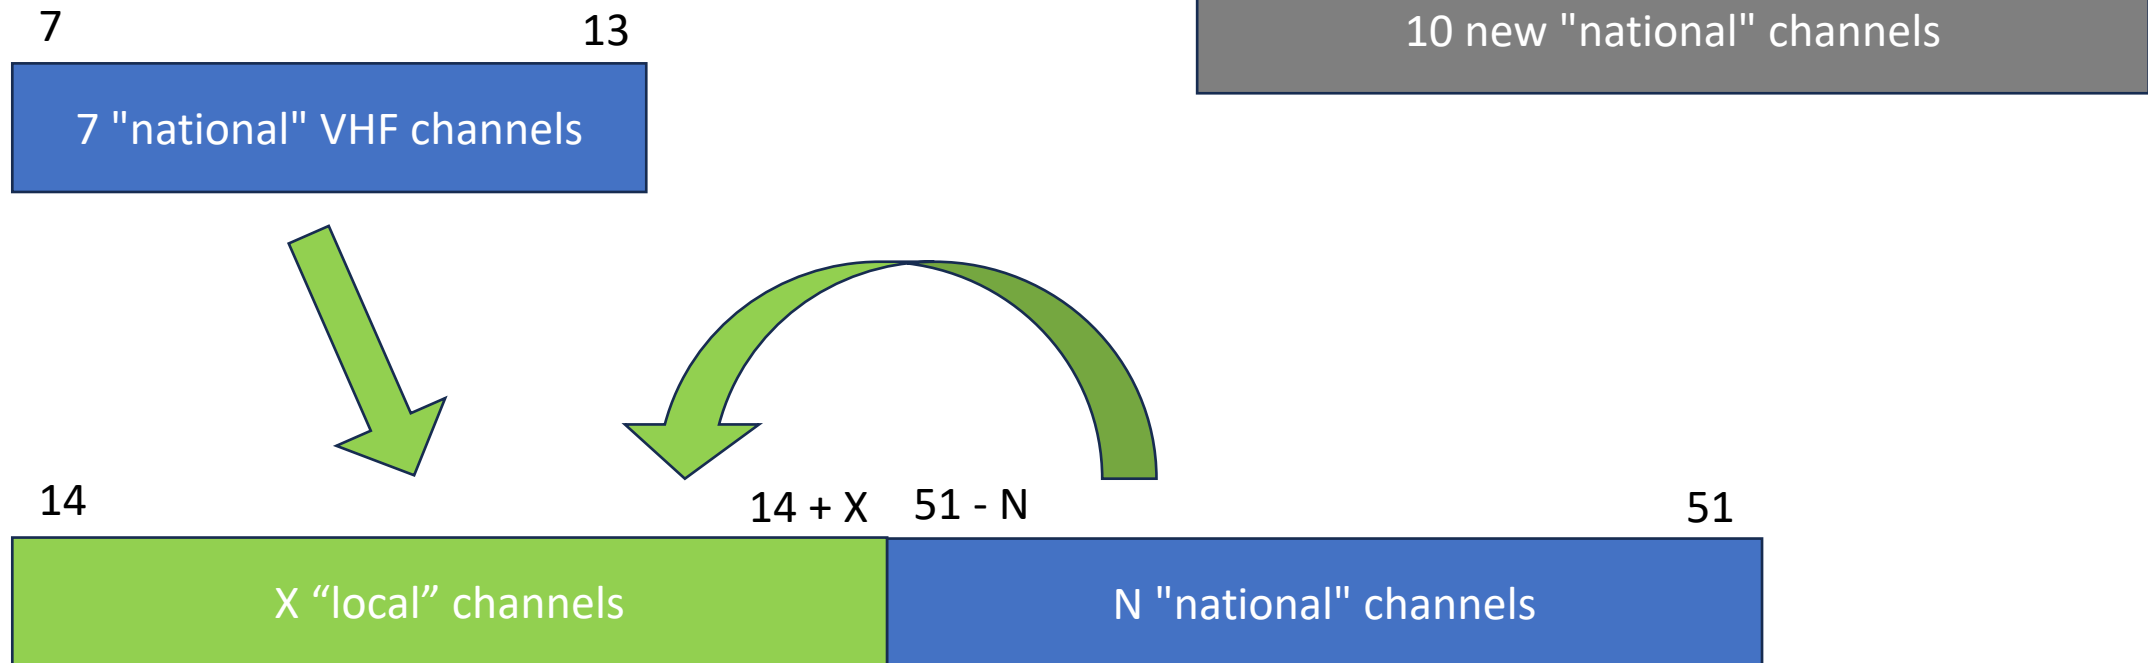 7
13
10 new "national" channels
7 "national" VHF channels
14
14 + X
51 - N
51
X “local” channels
N "national" channels